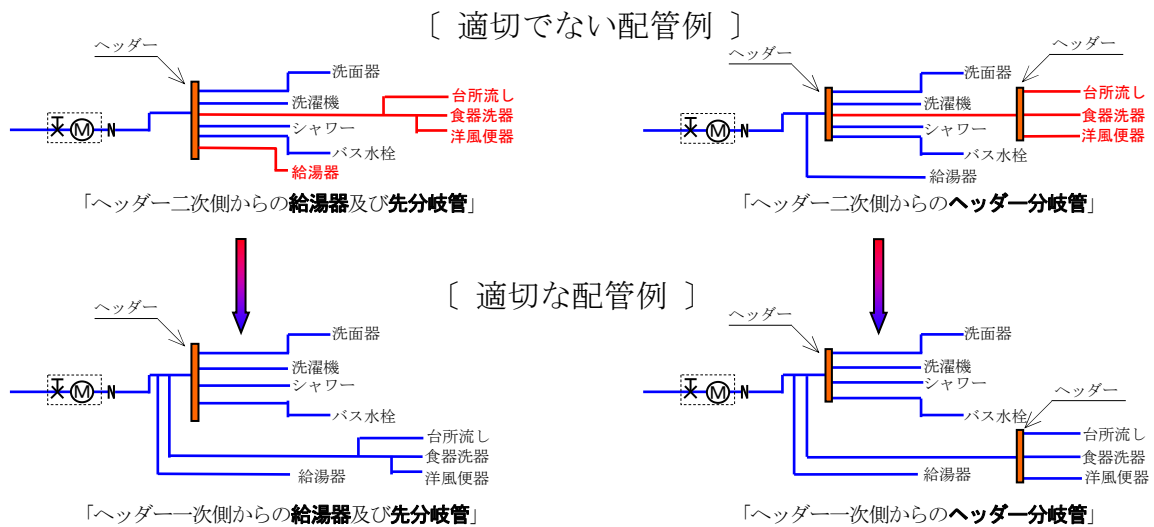 〔 適切でない配管例 〕
ヘッダー
洗面器
洗濯機
シャワー
バス水栓
給湯器
台所流し
食器洗器
洋風便器
M
N
「ヘッダー二次側からの給湯器及び先分岐管」
ヘッダー
ヘッダー
洗面器
洗濯機
シャワー
バス水栓
給湯器
台所流し
食器洗器
洋風便器
M
N
「ヘッダー二次側からのヘッダー分岐管」
〔 適切な配管例 〕
ヘッダー
洗面器
洗濯機
シャワー
バス水栓
台所流し
食器洗器
洋風便器
給湯器
M
N
「ヘッダー一次側からの給湯器及び先分岐管」
ヘッダー
洗面器
洗濯機
シャワー
バス水栓
ヘッダー
台所流し
食器洗器
洋風便器
給湯器
M
N
「ヘッダー一次側からのヘッダー分岐管」